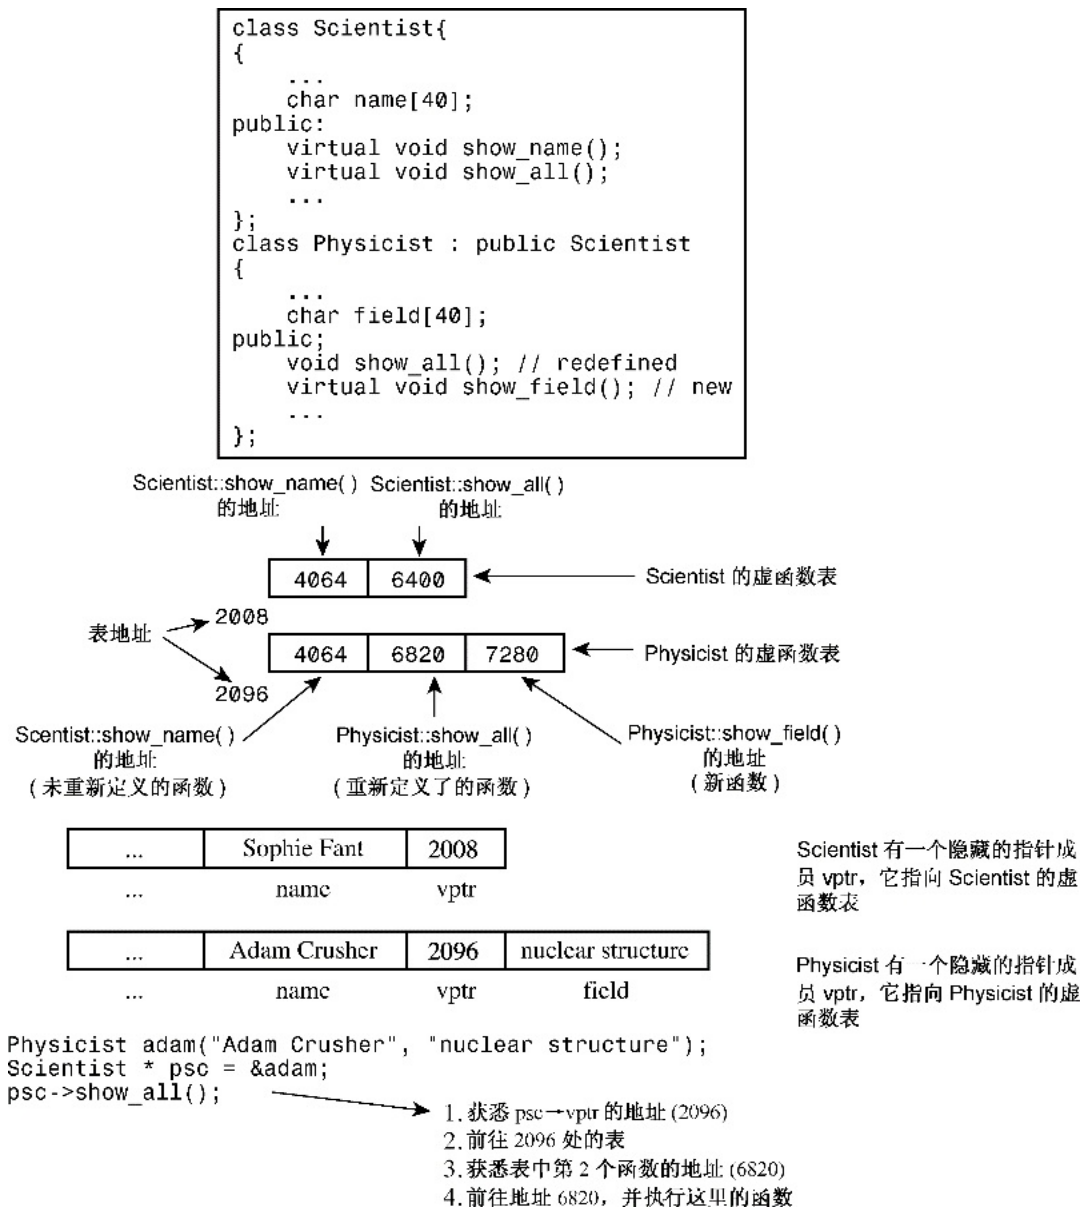 class Scientist{
{
...
char name[40];
public:
virtual void show_name();
virtual void show_all();
...
};
class Physicist : public Scientist
{
...
char field[40];
public;
void show_all(); // redefined
virtual void show_field(); // new
...
};
Scientist::show_name( ) Scientist::show_all( )
的地址 的地址
4064 6400 Scientist 的虚函数表
表地址 2008
4064 6820 7280 Physicist 的虚函数表
2096
Scentist::show_name( ) Physicist::show_all( ) Physicist::show_field( )
的地址 的地址 的地址
( 未重新定义的函数 ) ( 重新定义了的函数 ) ( 新函数 )
... Sophie Fant 2008
... name vptr
Scientist 有一个隐藏的指针成
员 vptr，它指向 Scientist 的虚
函数表
... Adam Crusher 2096 nuclear structure
... name vptr field
Physicist 有一个隐藏的指针成
员 vptr，它指向 Physicist 的虚
函数表
Physicist adam("Adam Crusher", "nuclear structure");
Scientist * psc = &adam;
psc->show_all();
1. 获悉 psc→vptr 的地址 (2096)
2. 前往 2096 处的表
3. 获悉表中第 2 个函数的地址 (6820)
4. 前往地址 6820，并执行这里的函数